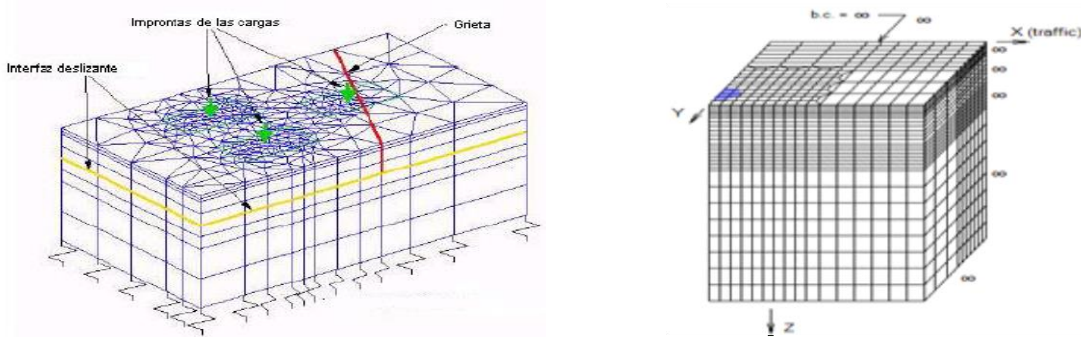 Improntas de las cargas
Grieta
Interfaz deslizante
b.c. = ∞
∞
X (traffic)
∞
∞
∞
Y
∞
∞
Z